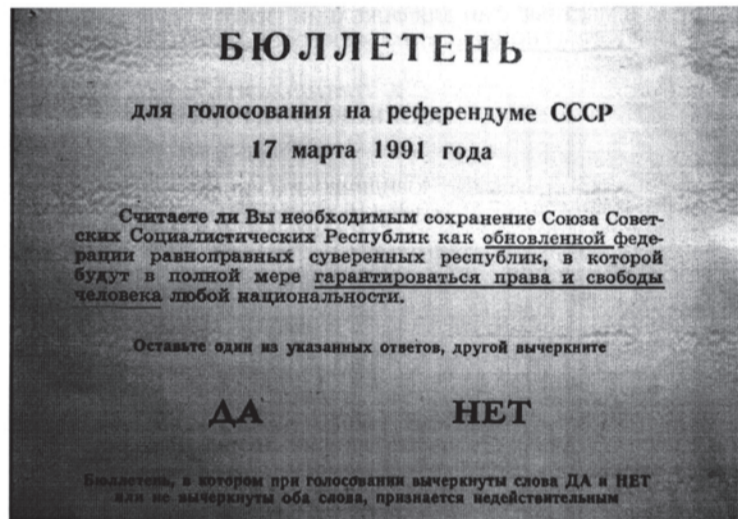 БЮЛЛЕТЕНЬ
для голосования на референдуме СССР
17 марта 1991 года
Считаете ли Вы необходимым сохранение Союза Совет-
ских Социалистических Республик как обновленной феде-
рации равноправных суверенных республик, в которой
будут в полной мере гарантироваться права и свободы
человека любой национальности.
Оставьте один из указанных ответов, другой вычеркните
ДА НЕТ
Бюллетень, в котором при голосовании вычеркнуты слова ДА и НЕТ
или не вычеркнуты оба слова, признается недействительным